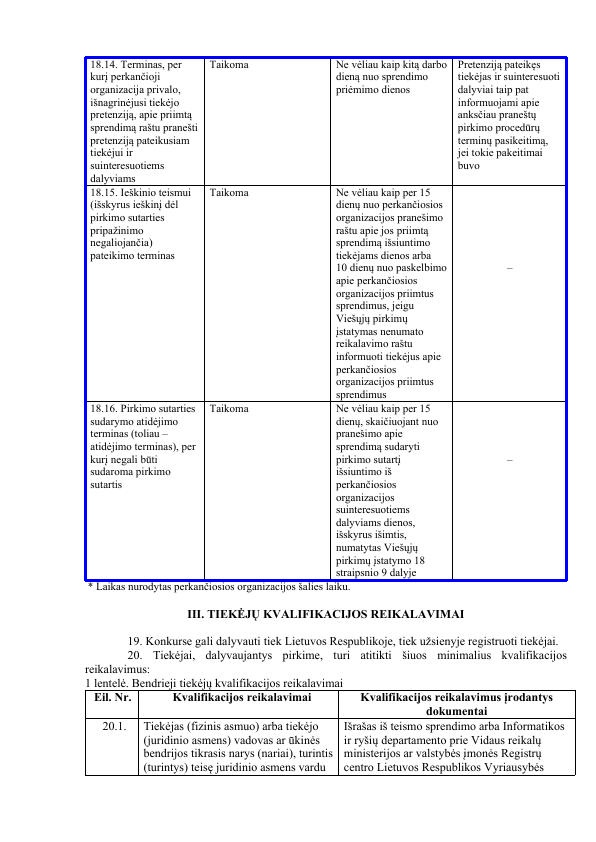 18.14. Terminas, per
kurį perkančioji
organizacija privalo,
išnagrinėjusi tiekėjo
pretenziją, apie priimtą
sprendimą raštu pranešti
pretenziją pateikusiam
tiekėjui ir
suinteresuotiems
dalyviams
Taikoma
Ne vėliau kaip kitą darbo
dieną nuo sprendimo
priėmimo dienos
Pretenziją pateikęs
tiekėjas ir suinteresuoti
dalyviai taip pat
informuojami apie
anksčiau praneštų
pirkimo procedūrų
terminų pasikeitimą,
jei tokie pakeitimai
buvo
18.15. Ieškinio teismui
(išskyrus ieškinį dėl
pirkimo sutarties
pripažinimo
negaliojančia)
pateikimo terminas
Taikoma
Ne vėliau kaip per 15
dienų nuo perkančiosios
organizacijos pranešimo
raštu apie jos priimtą
sprendimą išsiuntimo
tiekėjams dienos arba
10 dienų nuo paskelbimo
apie perkančiosios
organizacijos priimtus
sprendimus, jeigu
Viešųjų pirkimų
įstatymas nenumato
reikalavimo raštu
informuoti tiekėjus apie
perkančiosios
organizacijos priimtus
sprendimus
–
18.16. Pirkimo sutarties
sudarymo atidėjimo
terminas (toliau –
atidėjimo terminas), per
kurį negali būti
sudaroma pirkimo
sutartis
Taikoma
Ne vėliau kaip per 15
dienų, skaičiuojant nuo
pranešimo apie
sprendimą sudaryti
pirkimo sutartį
išsiuntimo iš
perkančiosios
organizacijos
suinteresuotiems
dalyviams dienos,
išskyrus išimtis,
numatytas Viešųjų
pirkimų įstatymo 18
straipsnio 9 dalyje
–
* Laikas nurodytas perkančiosios organizacijos šalies laiku.
III. TIEKĖJŲ KVALIFIKACIJOS REIKALAVIMAI
19. Konkurse gali dalyvauti tiek Lietuvos Respublikoje, tiek užsienyje registruoti tiekėjai.
20. Tiekėjai, dalyvaujantys pirkime, turi atitikti šiuos minimalius kvalifikacijos
reikalavimus:
1 lentelė. Bendrieji tiekėjų kvalifikacijos reikalavimai
Eil. Nr.
Kvalifikacijos reikalavimai
Kvalifikacijos reikalavimus įrodantys
dokumentai
20.1.
Tiekėjas (fizinis asmuo) arba tiekėjo
(juridinio asmens) vadovas ar ūkinės
bendrijos tikrasis narys (nariai), turintis
(turintys) teisę juridinio asmens vardu
Išrašas iš teismo sprendimo arba Informatikos
ir ryšių departamento prie Vidaus reikalų
ministerijos ar valstybės įmonės Registrų
centro Lietuvos Respublikos Vyriausybės